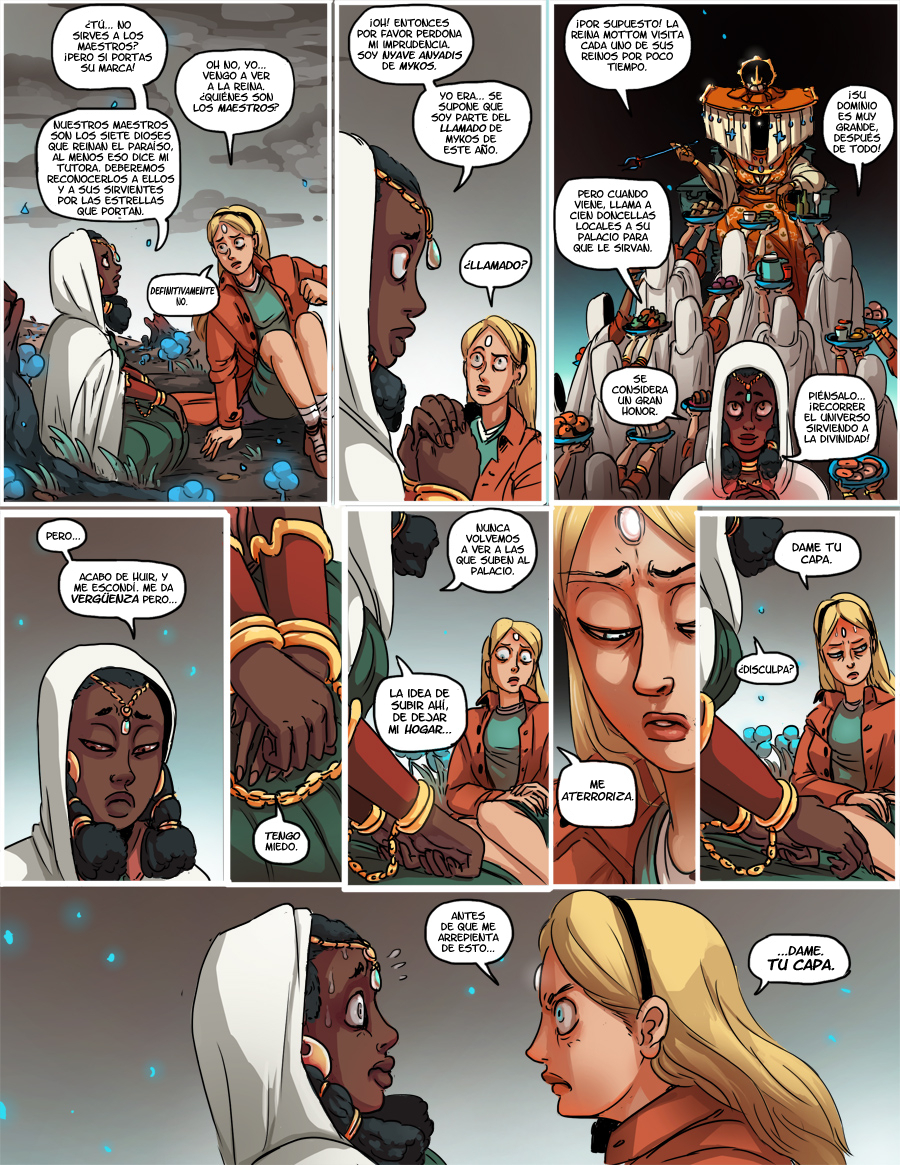 ¿TÚ... NO
SIRVES A LOS
MAESTROS?
¡PERO SI PORTAS
SU MARCA!
OH NO, YO...
VENGO A VER
A LA REINA.
¿QUIÉNES SON
LOS MAESTROS?
NUESTROS MAESTROS
SON LOS SIETE DIOSES
QUE REINAN EL PARAÍSO,
AL MENOS ESO DICE MI
TUTORA. DEBEREMOS
RECONOCERLOS A ELLOS
Y A SUS SIRVIENTES
POR LAS ESTRELLAS
QUE PORTAN.
DEFINITIVAMENTE
NO.
¡OH! ENTONCES
POR FAVOR PERDONA
MI IMPRUDENCIA.
SOY NYAVE ANYADIS
DE MYKOS.
YO ERA... SE
SUPONE QUE
SOY PARTE DEL
LLAMADO DE
MYKOS DE
ESTE AÑO.
¿LLAMADO?
¡POR SUPUESTO! LA
REINA MOTTOM VISITA
CADA UNO DE SUS
REINOS POR POCO
TIEMPO.
¡SU
DOMINIO
ES MUY
GRANDE,
DESPUÉS
DE TODO!
PERO CUANDO
VIENE, LLAMA A
CIEN DONCELLAS
LOCALES A SU
PALACIO PARA
QUE LE SIRVAN.
SE
CONSIDERA
UN GRAN
HONOR.
PIÉNSALO...
¡RECORRER
EL UNIVERSO
SIRVIENDO A
LA DIVINIDAD!
PERO...
ACABO DE HUIR, Y
ME ESCONDÍ. ME DA
VERGÜENZA PERO...
TENGO
MIEDO.
NUNCA
VOLVEMOS
A VER A LAS
QUE SUBEN AL
PALACIO.
LA IDEA DE
SUBIR AHÍ,
DE DEJAR
MI HOGAR...
ME
ATERRORIZA.
DAME TU
CAPA.
¿DISCULPA?
ANTES
DE QUE ME
ARREPIENTA
DE ESTO...
...DAME.
TU CAPA.